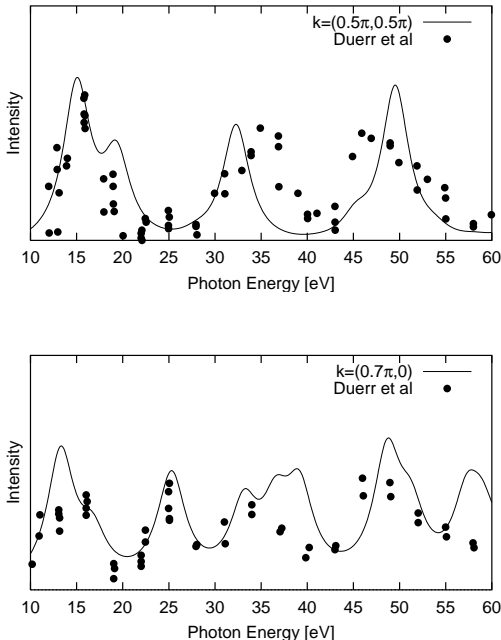 k=(0.5π,0.5π)
Duerr et al
Intensity
10 15 20 25 30 35 40 45 50 55 60
Photon Energy [eV]
k=(0.7π,0)
Duerr et al
Intensity
10 15 20 25 30 35 40 45 50 55 60
Photon Energy [eV]